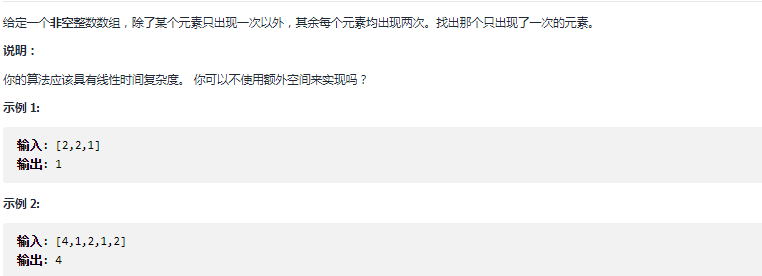 给定一个非空整数数组，除了某个元素只出现一次以外，其余每个元素均出现两次。找出那个只出现了一次的元素。
说明：
你的算法应该具有线性时间复杂度。 你可以不使用额外空间来实现吗？
示例 1:
输入: [2,2,1]
输出: 1
示例 2:
输入: [4,1,2,1,2]
输出: 4